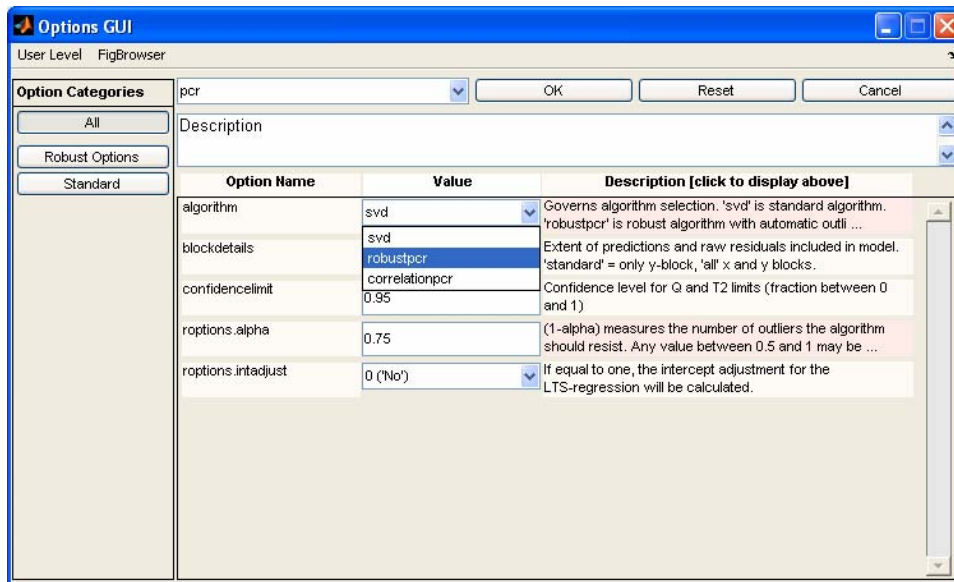 Options GUI
User Level FigBrowser
Option Categories
pcr
OK
Reset
Cancel
All
Robust Options
Standard
Description
Option Name Value Description [click to display above]
algorithm
svd
Governs algorithm selection. 'svd' is standard algorithm.
'robustpcr' is robust algorithm with automatic outli ...
svd
robustpcr
correlationpcr
blockdetails
Extent of predictions and raw residuals included in model.
'standard' = only y-block, 'all' x and y blocks.
confidencelimit
0.95
Confidence level for Q and T2 limits (fraction between 0
and 1)
roptions.alpha
0.75
(1-alpha) measures the number of outliers the algorithm
should resist. Any value between 0.5 and 1 may be ...
roptions.intadjust
0 ('No')
If equal to one, the intercept adjustment for the
LTS-regression will be calculated.